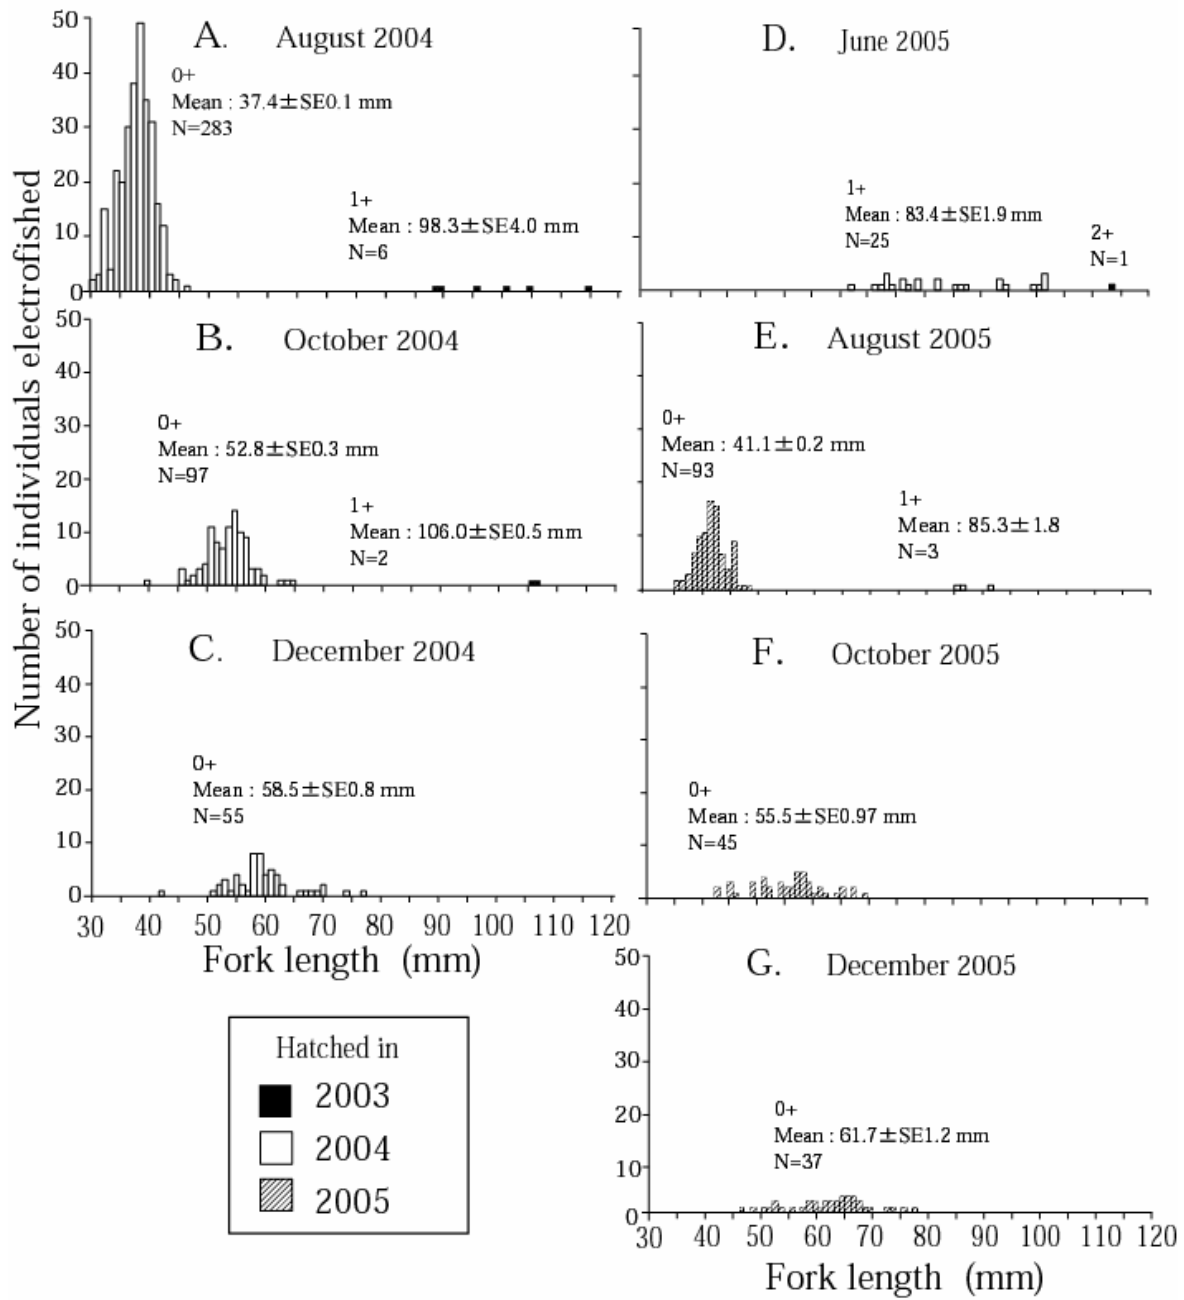 Number of individuals electrofished
A. August 2004
50
40
30
20
10
0
0+
Mean : 37.4±SE0.1 mm
N=283
1+
Mean : 98.3±SE4.0 mm
N=6
B. October 2004
50
40
30
20
10
0
0+
Mean : 52.8±SE0.3 mm
N=97
1+
Mean : 106.0±SE0.5 mm
N=2
C. December 2004
50
40
30
20
10
0
0+
Mean : 58.5±SE0.8 mm
N=55
30 40 50 60 70 80 90 100 110 120
Fork length (mm)
Hatched in
2003
2004
2005
D. June 2005
1+
Mean : 83.4±SE1.9 mm
N=25
2+
N=1
E. August 2005
0+
Mean : 41.1±0.2 mm
N=93
1+
Mean : 85.3±1.8
N=3
F. October 2005
0+
Mean : 55.5±SE0.97 mm
N=45
G. December 2005
50
40
30
20
10
0
0+
Mean : 61.7±SE1.2 mm
N=37
30 40 50 60 70 80 90 100 110 120
Fork length (mm)